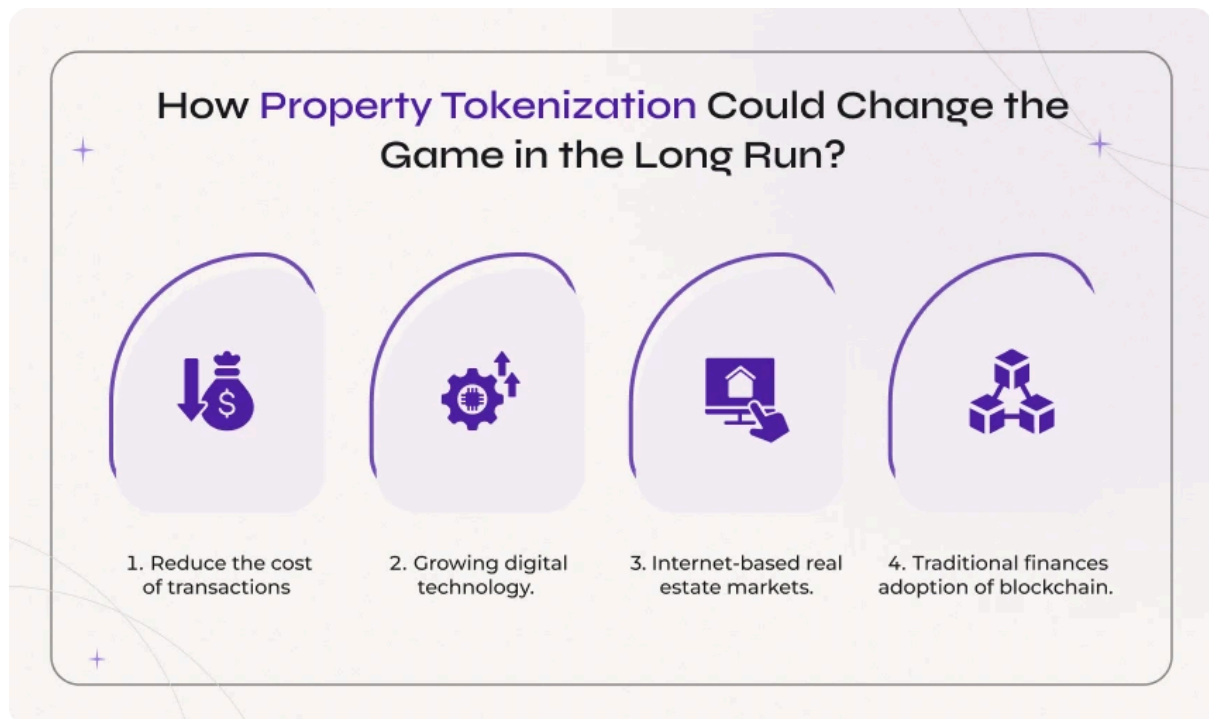 How Property Tokenization Could Change the
Game in the Long Run?
$
1. Reduce the cost
of transactions
2. Growing digital
technology.
3. Internet-based real
estate markets.
4. Traditional finances
adoption of blockchain.